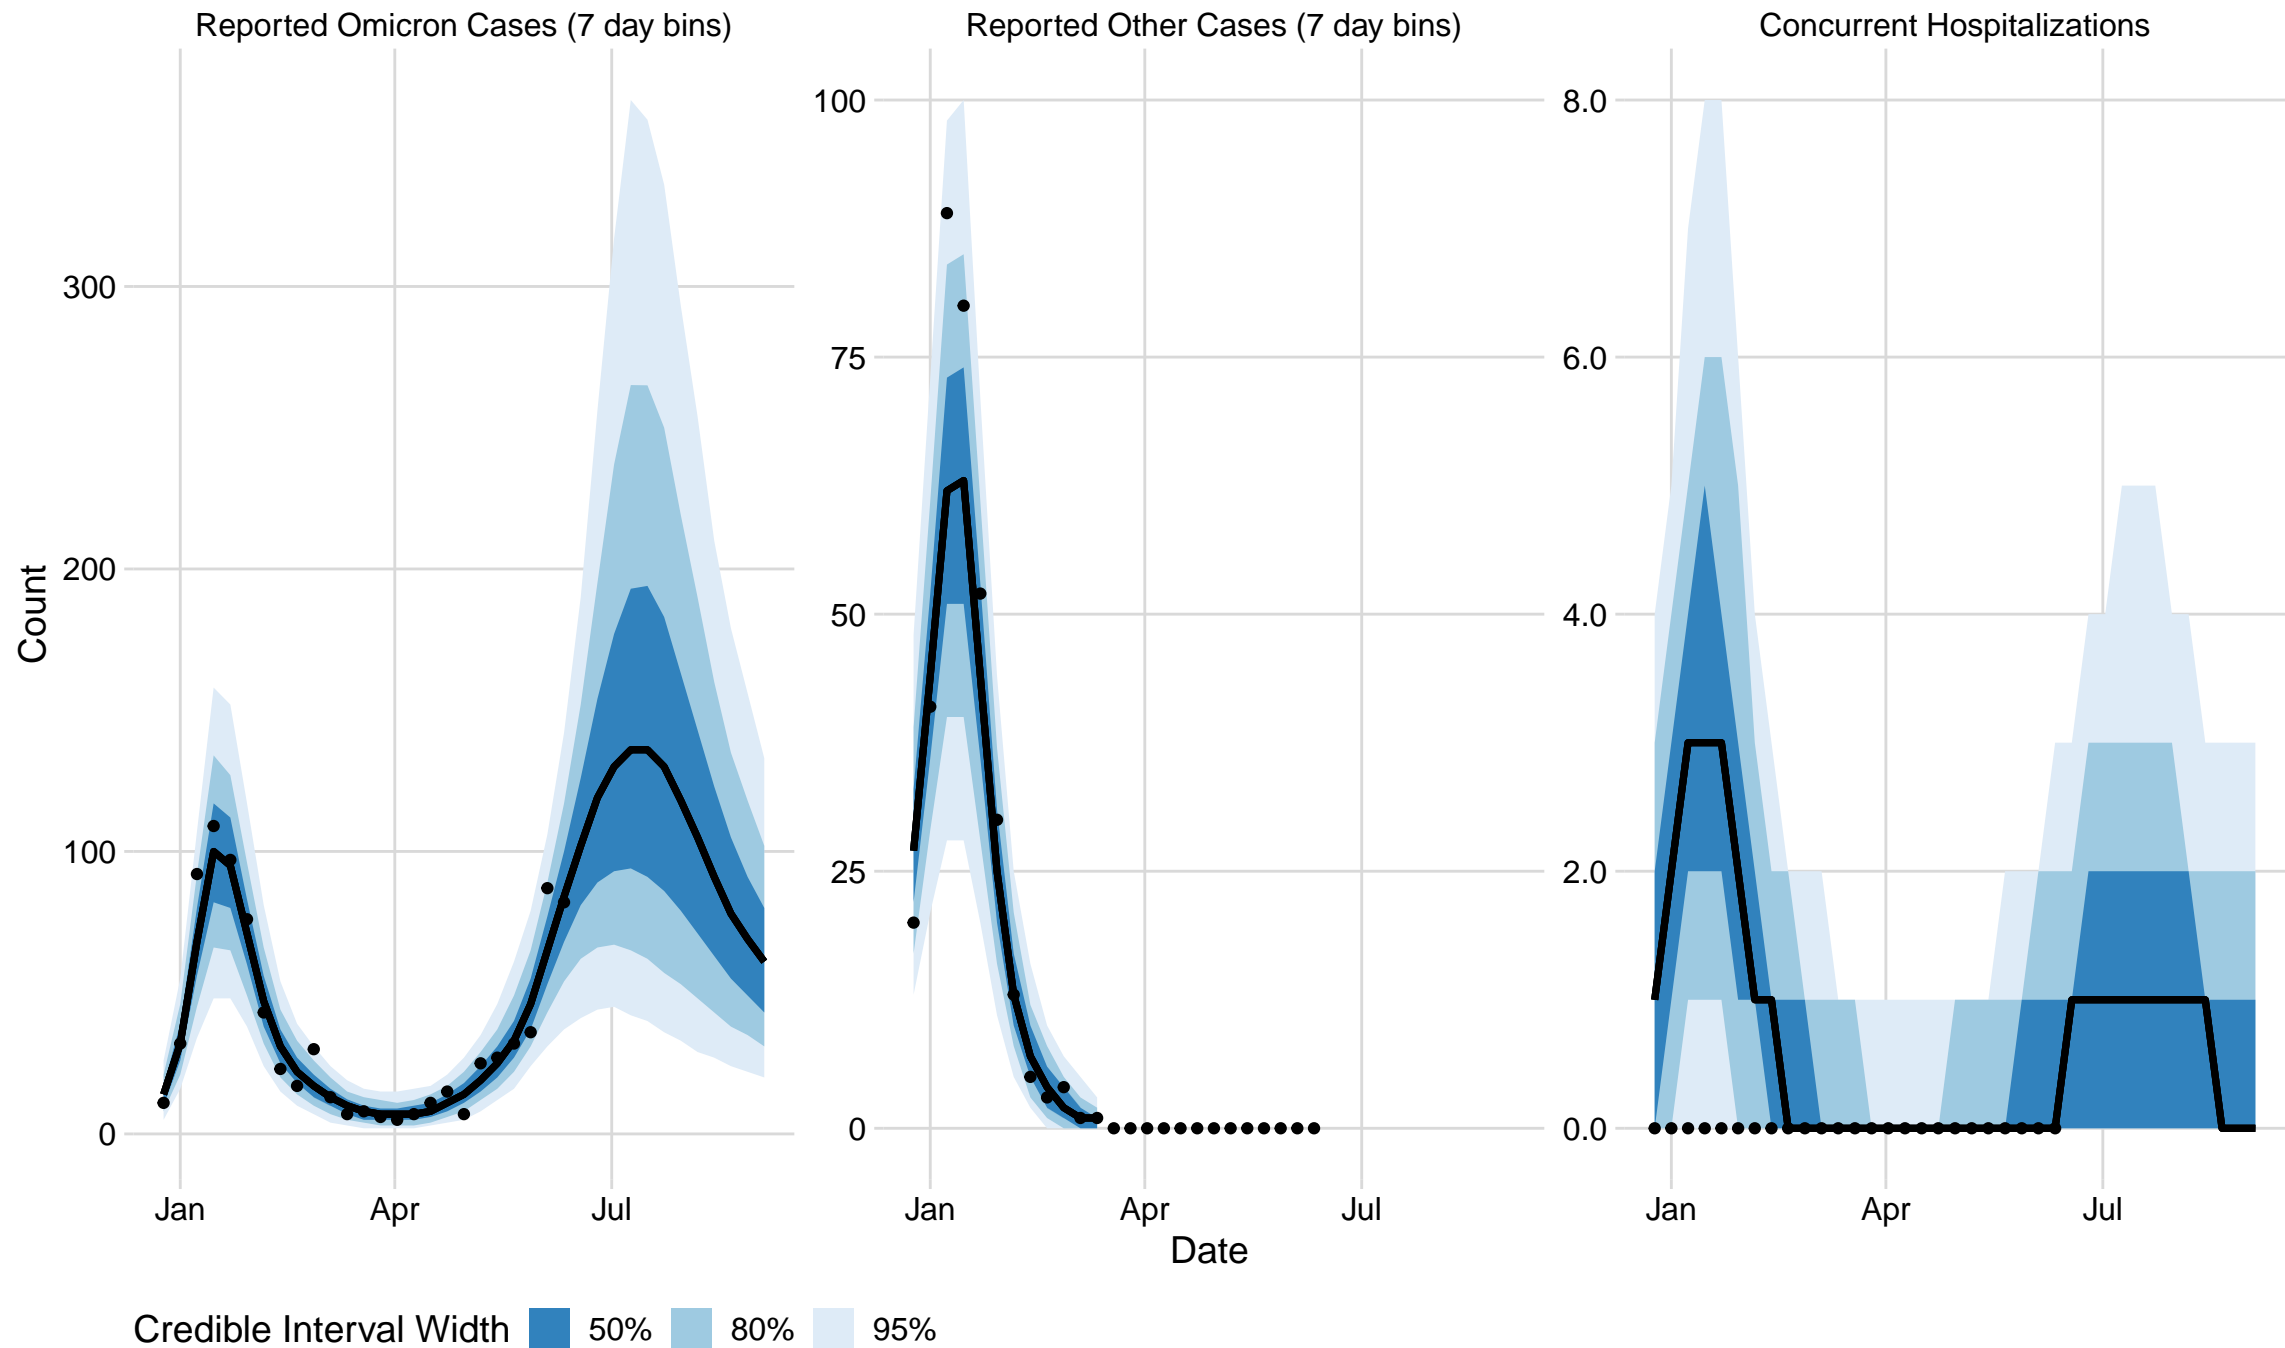 Reported Omicron Cases (7 day bins)
Reported Other Cases (7 day bins)
Concurrent Hospitalizations
Count
300
200
100
0
Jan
Apr
Jul
100
75
50
25
0
Jan
Apr
Jul
8.0
6.0
4.0
2.0
0.0
Jan
Apr
Jul
Date
Credible Interval Width 50% 80% 95%